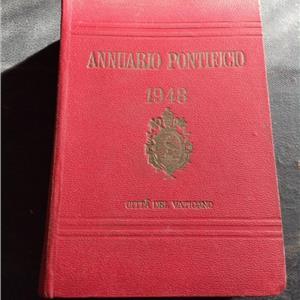 ANNUARIO PONTIFICIO
1948
CITTÀ DEL VATICANO